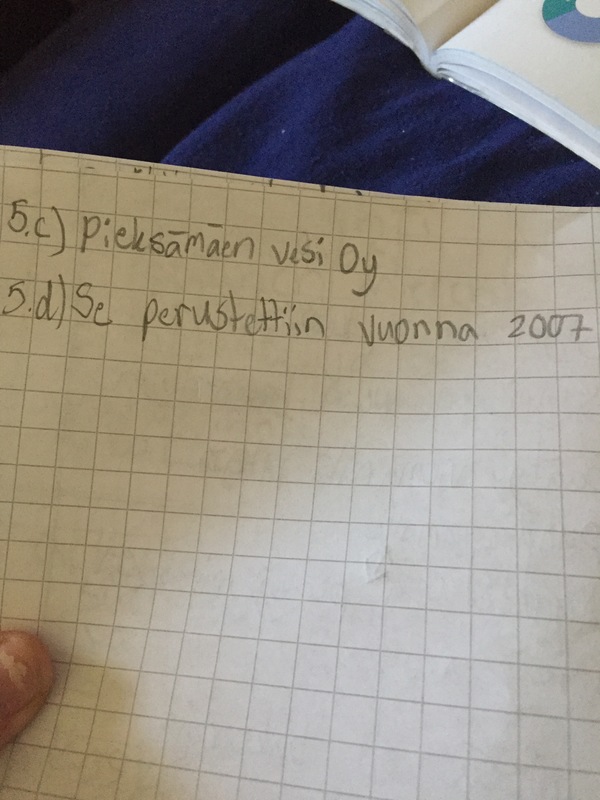 5.c) Pieksämäen vesi Oy
5.d) Se perustettiin vuonna 2007